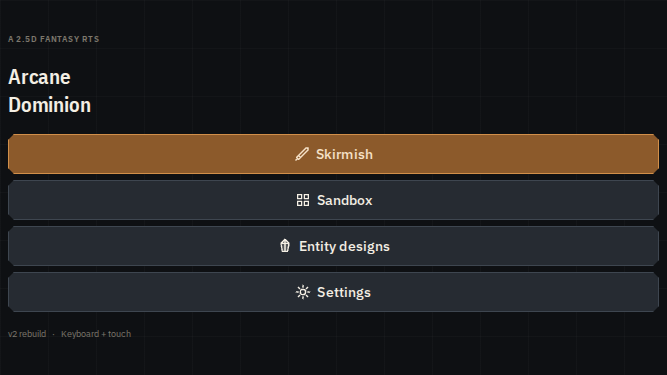 A 2.5D FANTASY RTS
Arcane
Dominion
Skirmish
Sandbox
Entity designs
Settings
v2 rebuild · Keyboard + touch